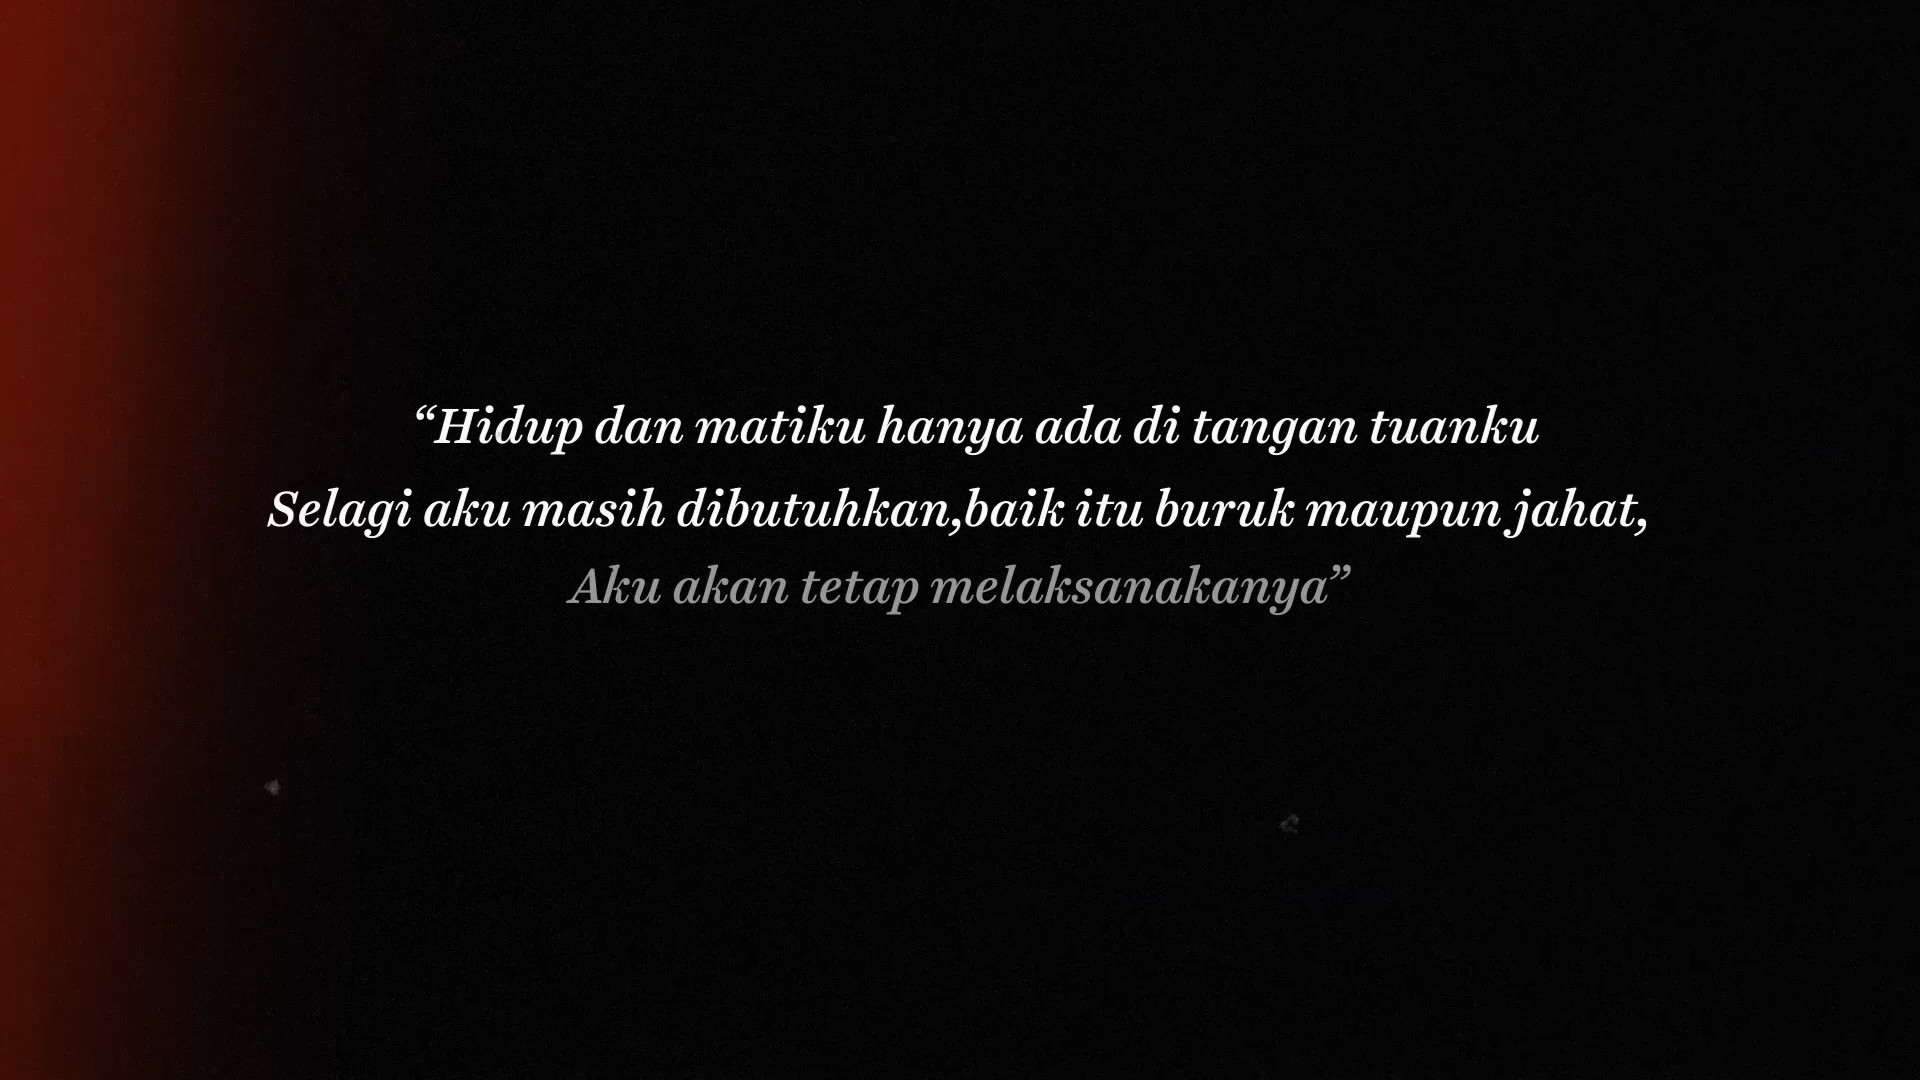 “Hidup dan matiku hanya ada di tangan tuanku
Selagi aku masih dibutuhkan,baik itu buruk maupun jahat,
Aku akan tetap melaksanakanya”